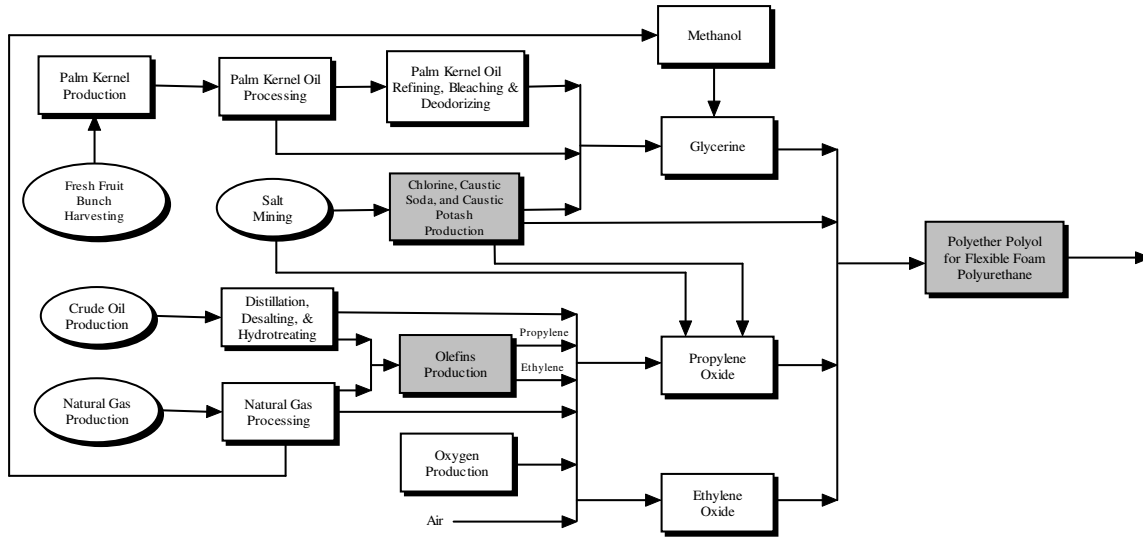 Methanol
Palm Kernel
Production
Palm Kernel Oil
Processing
Palm Kernel Oil
Refining, Bleaching &
Deodorizing
Glycerine
Fresh Fruit
Bunch
Harvesting
Salt
Mining
Chlorine, Caustic
Soda, and Caustic
Potash
Production
Polyether Polyol
for Flexible Foam
Polyurethane
Crude Oil
Production
Distillation,
Desalting, &
Hydrotreating
Propylene
Olefins
Production
Ethylene
Propylene
Oxide
Natural Gas
Production
Natural Gas
Processing
Oxygen
Production
Ethylene
Oxide
Air